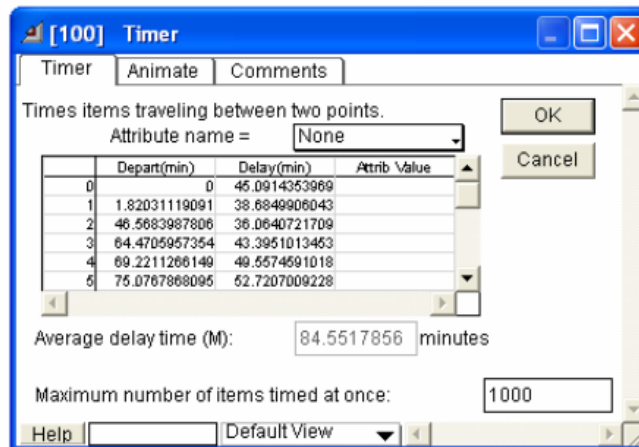 [100] Timer
Timer Animate Comments
Times items traveling between two points.
OK
Attribute name = None
Cancel
Depart(min) Delay(min) Attrib Value
0 0 45.0914353969
1 1.82031119091 38.6849906043
2 46.5683987806 36.0640721709
3 64.4705957354 43.3951013453
4 69.2211266149 49.5574591018
5 75.0767868095 52.7207009228
Average delay time (M): 84.5517856 minutes
Maximum number of items timed at once: 1000
Help Default View